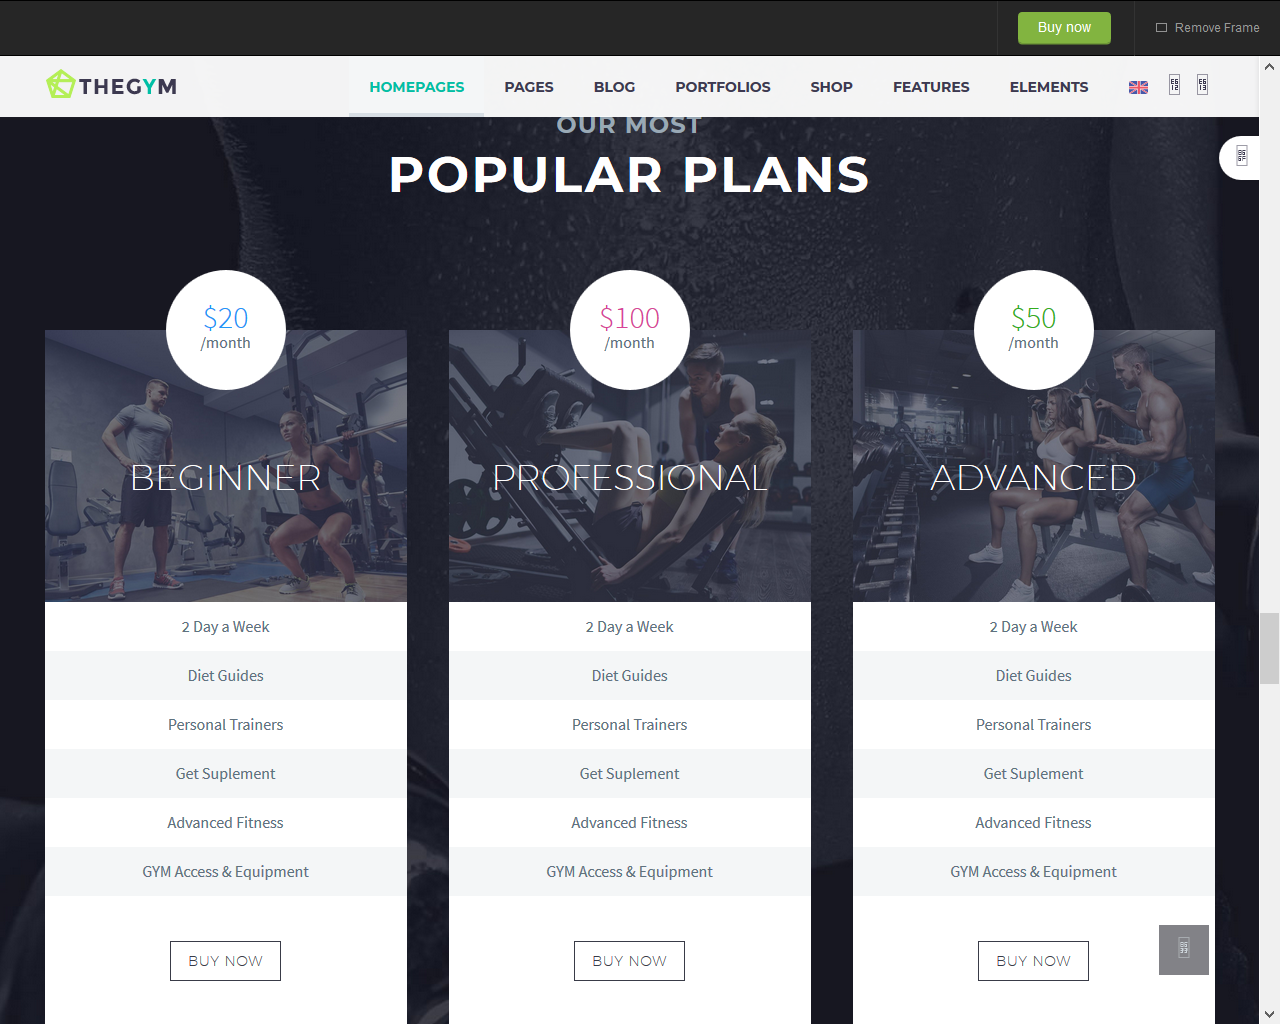 Buy now
Remove Frame
THEGYM
HOMEPAGES
PAGES
BLOG
PORTFOLIOS
SHOP
FEATURES
ELEMENTS
OUR MOST
POPULAR PLANS
$20
/month
BEGINNER
2 Day a Week
Diet Guides
Personal Trainers
Get Suplement
Advanced Fitness
GYM Access & Equipment
BUY NOW
$100
/month
PROFESSIONAL
2 Day a Week
Diet Guides
Personal Trainers
Get Suplement
Advanced Fitness
GYM Access & Equipment
BUY NOW
$50
/month
ADVANCED
2 Day a Week
Diet Guides
Personal Trainers
Get Suplement
Advanced Fitness
GYM Access & Equipment
BUY NOW